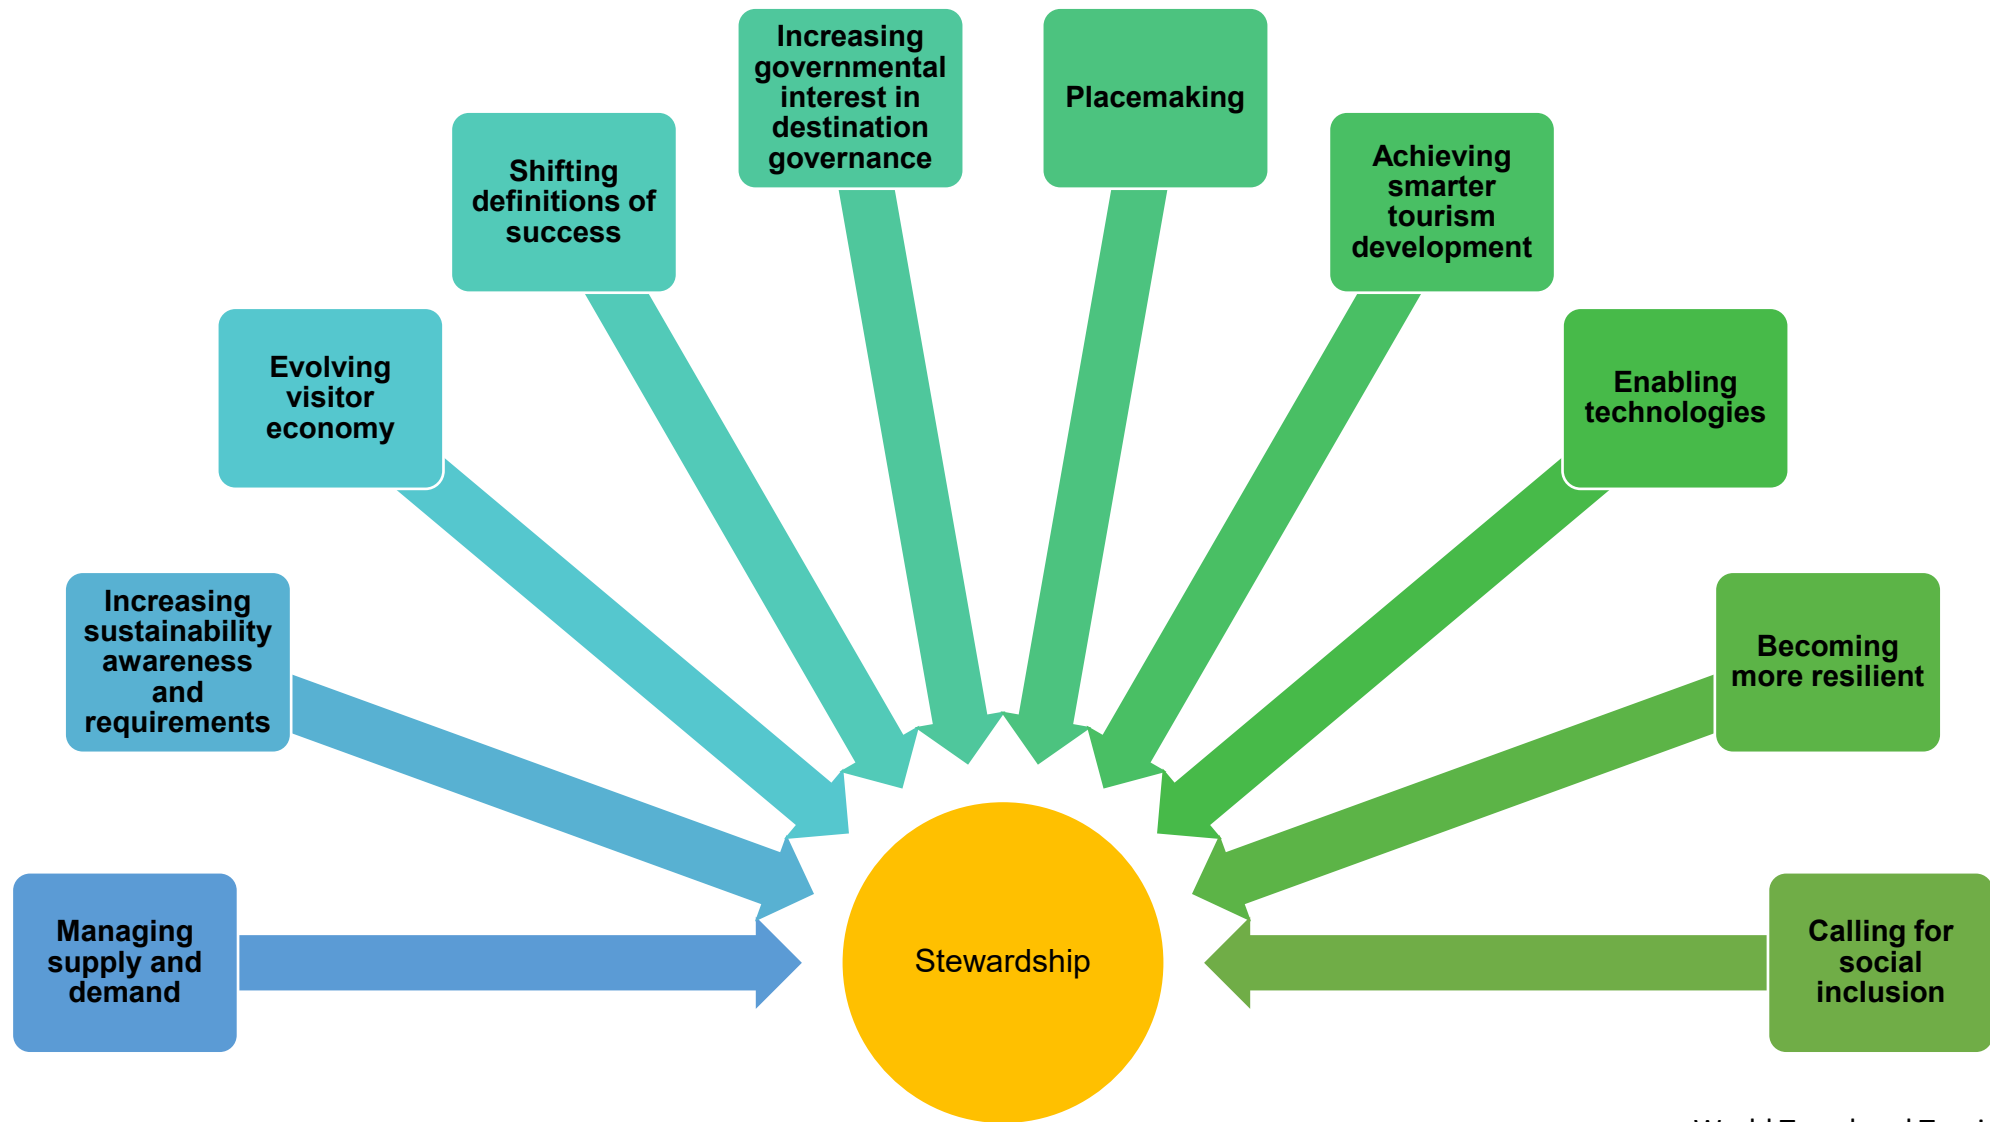 Increasing
governmental
interest in
destination
governance
Placemaking
Shifting
definitions of
success
Achieving
smarter
tourism
development
Evolving
visitor
economy
Enabling
technologies
Increasing
sustainability
awareness
and
requirements
Becoming
more resilient
Managing
supply and
demand
Stewardship
Calling for
social
inclusion